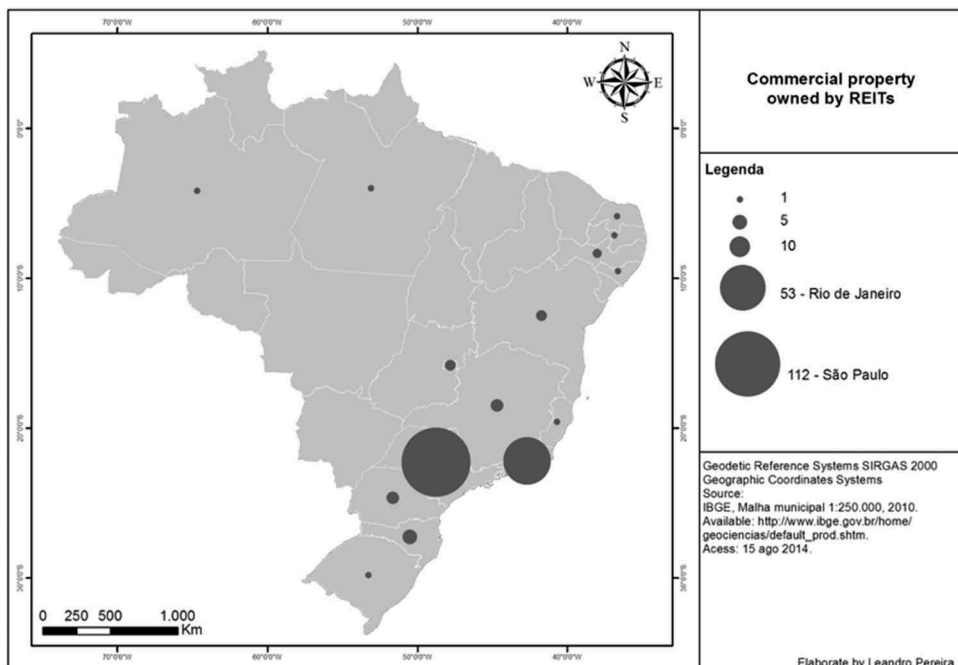 70°0'0"W 60°0'0"W 50°0'0"W 40°0'0"W
N
W E
S
0°0'0"
10°0'0"S
20°0'0"S
30°0'0"S
0°0'0"
10°0'0"S
20°0'0"S
30°0'0"S
0 250 500 1.000
Km
70°0'0"W 60°0'0"W 50°0'0"W 40°0'0"W
Commercial property
owned by REITs
Legenda
1
5
10
53 - Rio de Janeiro
112 - São Paulo
Geodetic Reference Systems SIRGAS 2000
Geographic Coordinates Systems
Source:
IBGE, Malha municipal 1:250.000, 2010.
Available: http://www.ibge.gov.br/home/
geociencias/default_prod.shtm.
Acess: 15 ago 2014.
Elaborate by Leandro Pereira